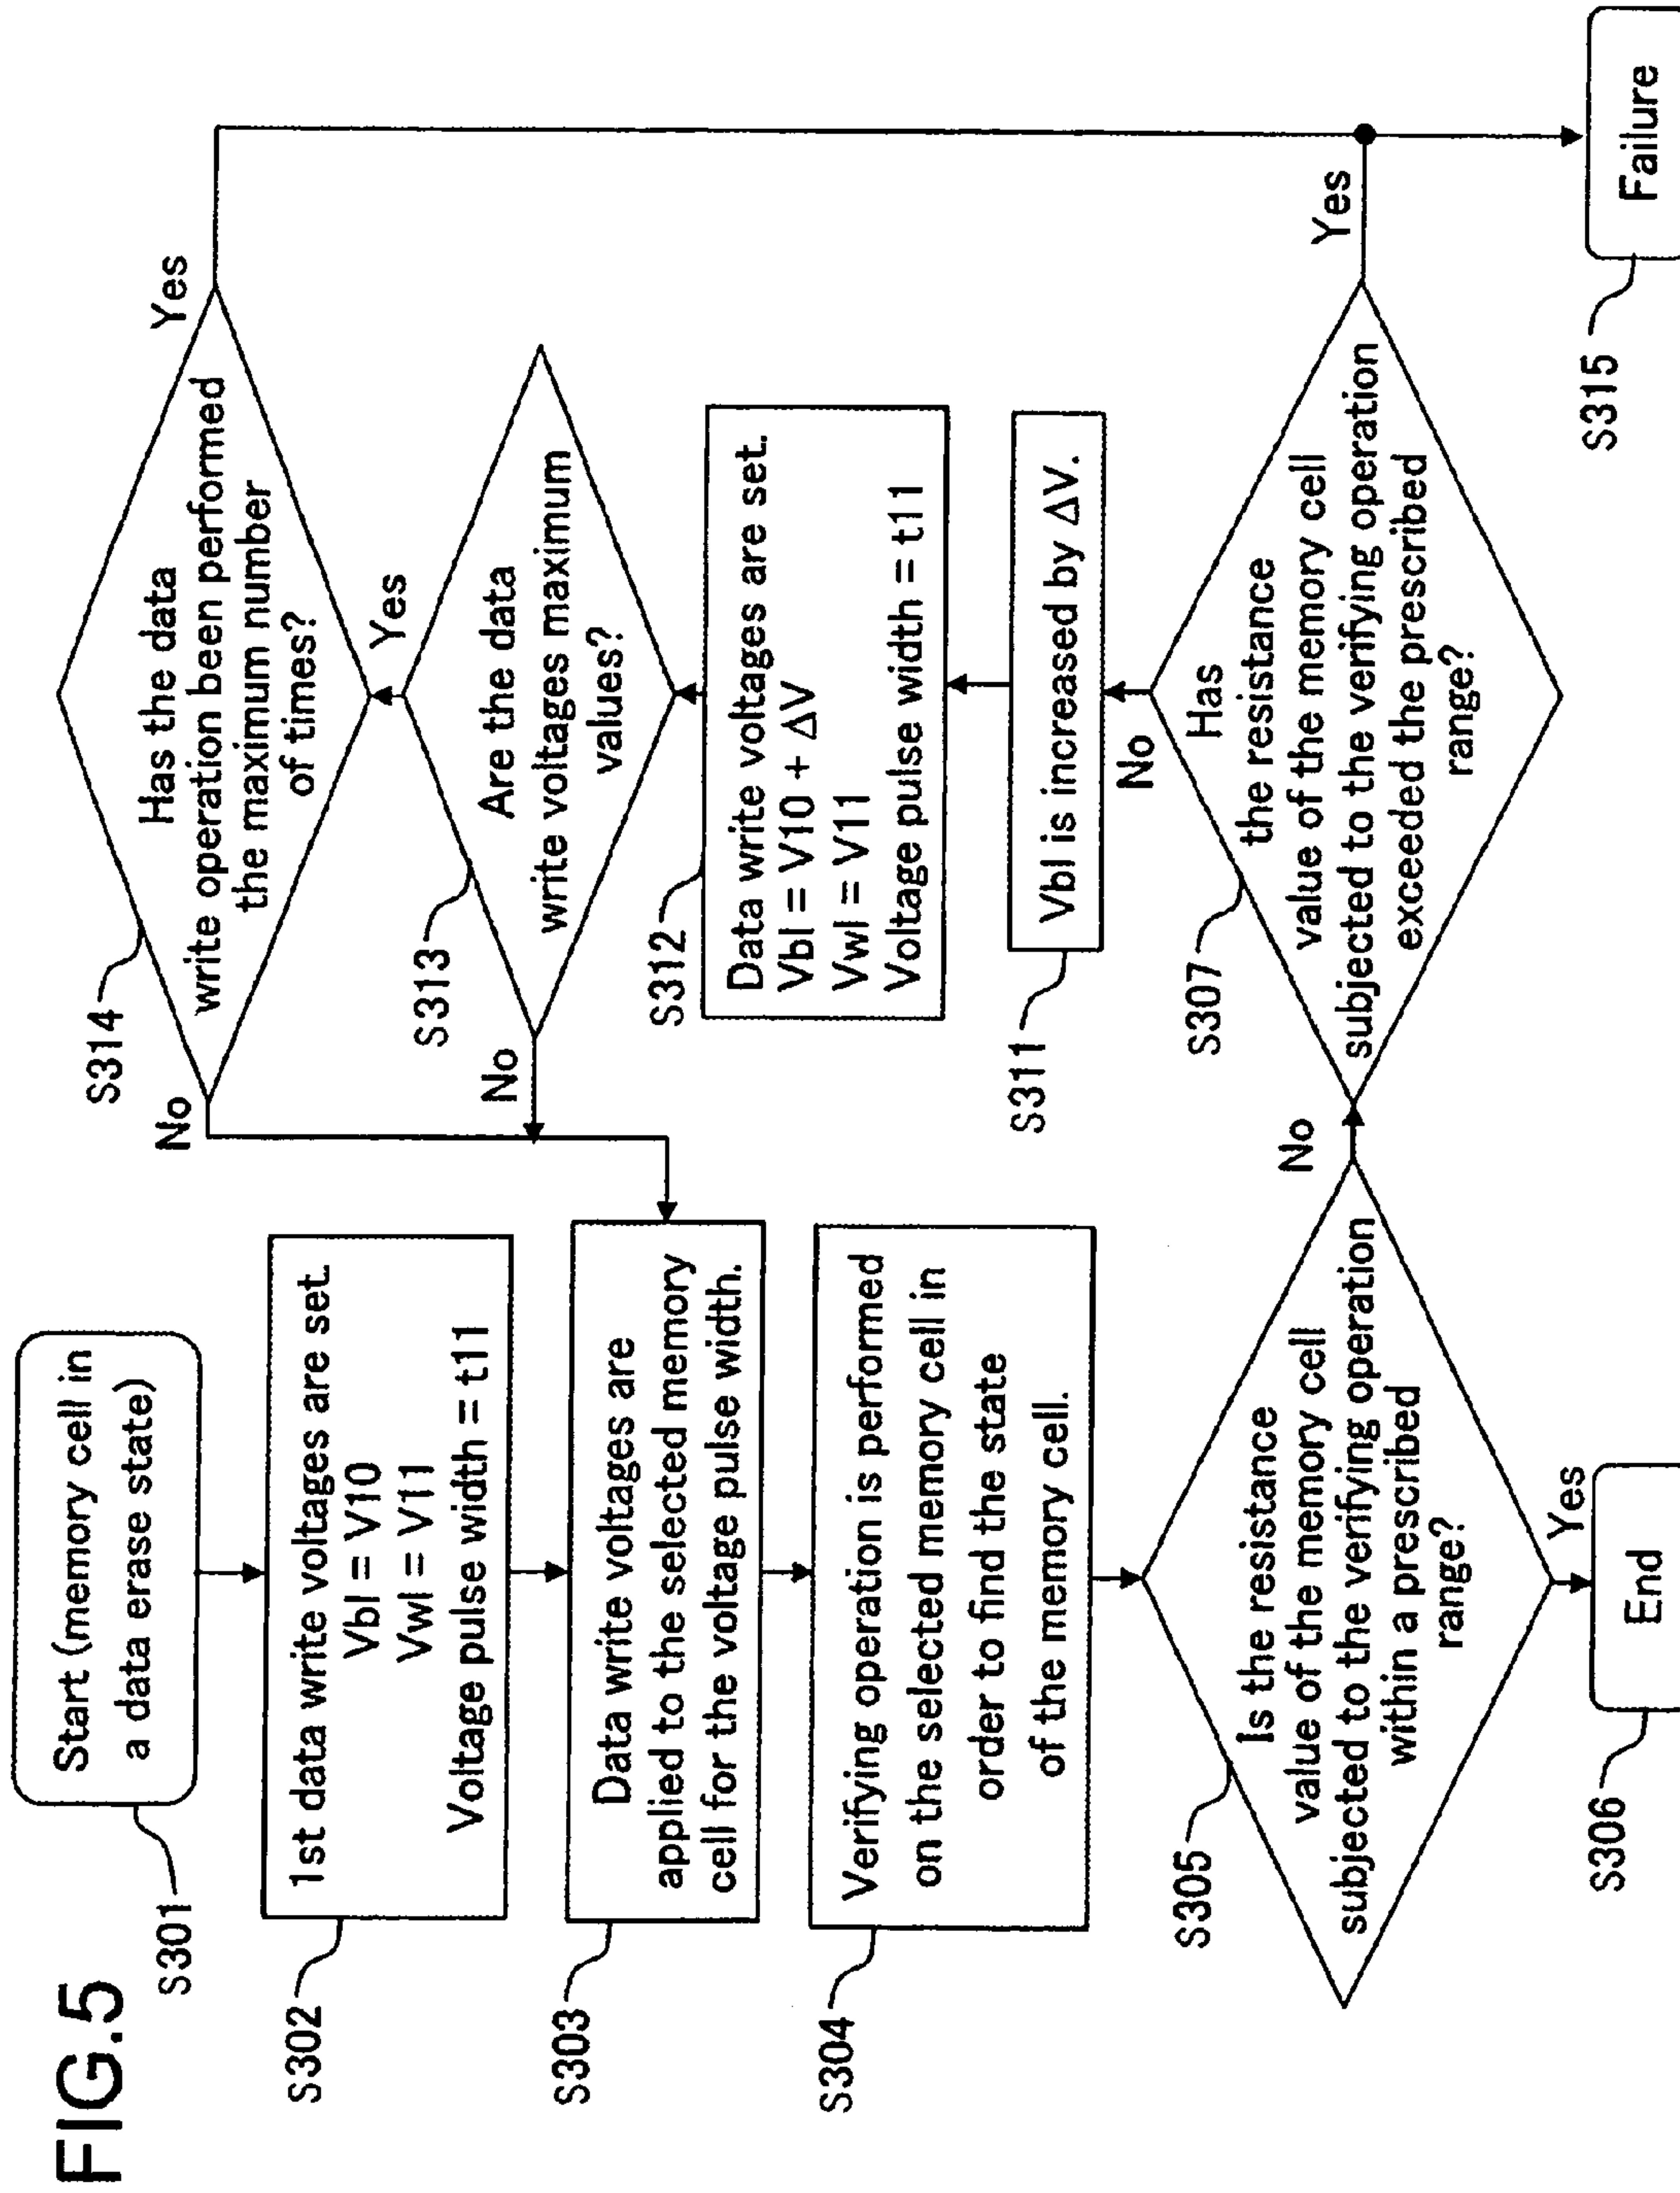 FIG.5
S301
Start (memory cell in
a data erase state)
S302
1st data write voltages are set.
Vbl = V10
Vwl = V11
Voltage pulse width = t11
S303
Data write voltages are
applied to the selected memory
cell for the voltage pulse width.
S304
Verifying operation is performed
on the selected memory cell in
order to find the state
of the memory cell.
S305
Is the resistance
value of the memory cell
subjected to the verifying operation
within a prescribed
range?
No
Yes
S306
End
S314
Has the data
write operation been performed
the maximum number
of times?
No
Yes
S313
Are the data
write voltages maximum
values?
Yes
No
S312
Data write voltages are set.
Vbl = V10 + ΔV
Vwl = V11
Voltage pulse width = t11
S311
Vbl is increased by ΔV.
No
S307
Has
the resistance
value of the memory cell
subjected to the verifying operation
exceeded the prescribed
range?
Yes
S315
Failure